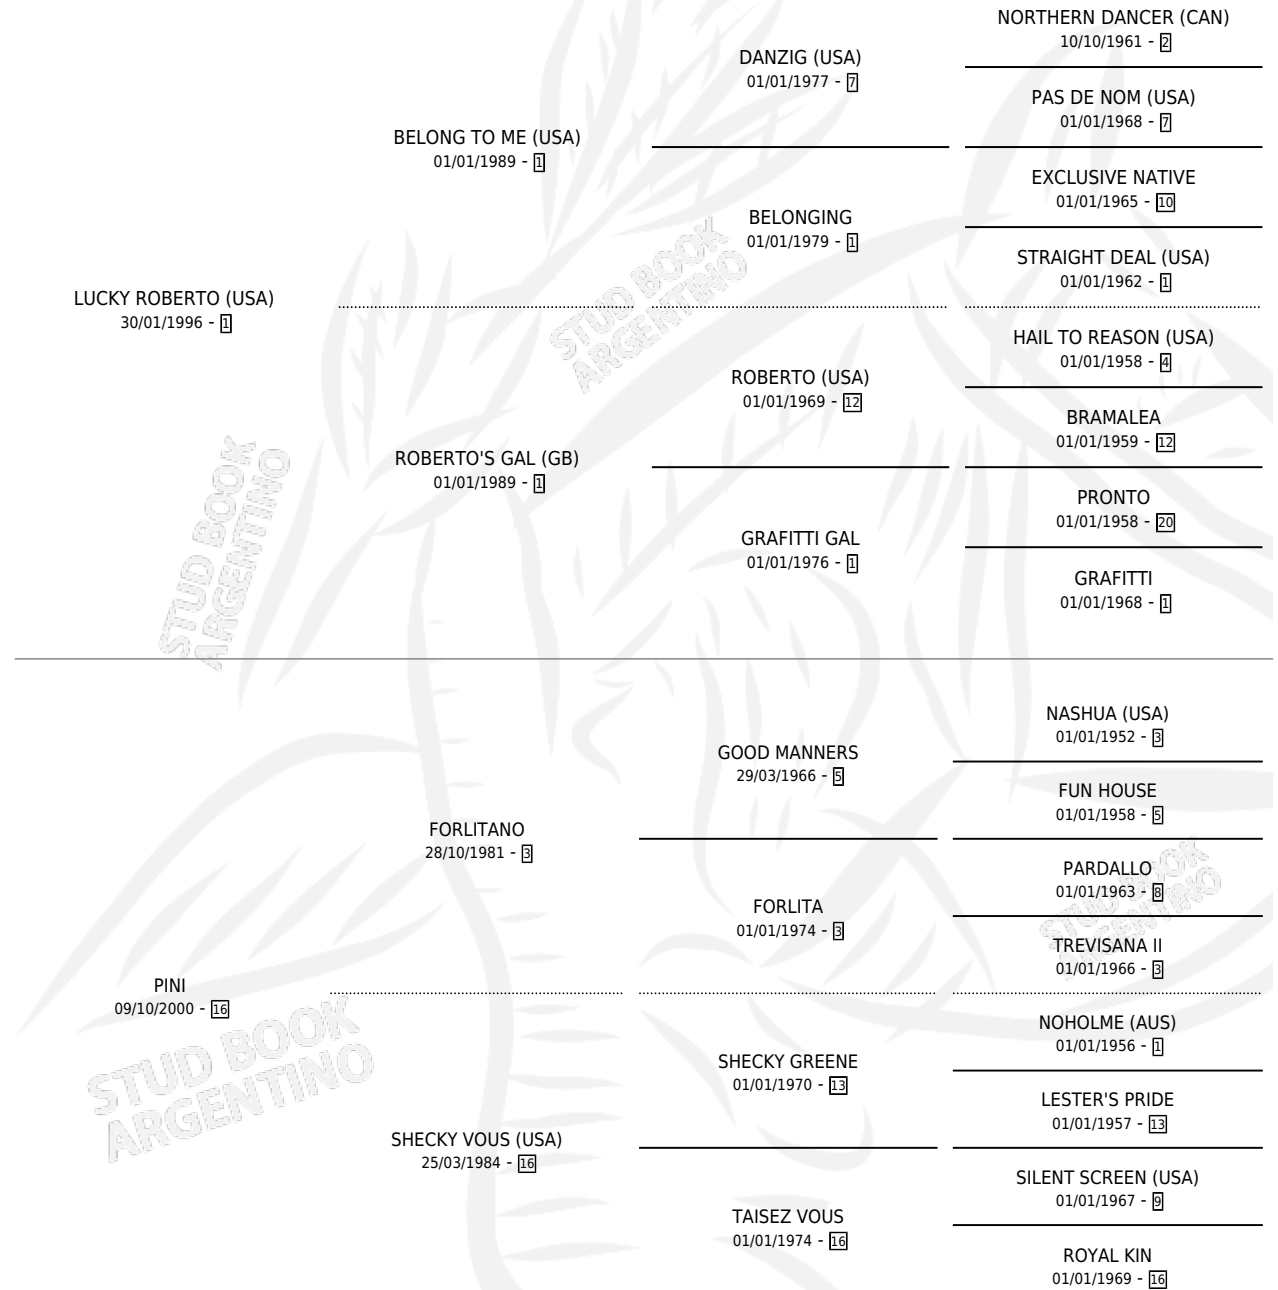 NORTHERN DANCER (CAN)
10/10/1961 - 2
DANZIG (USA)
01/01/1977 - 7
PAS DE NOM (USA)
01/01/1968 - 7
BELONG TO ME (USA)
01/01/1989 - 1
EXCLUSIVE NATIVE
01/01/1965 - 10
BELONGING
01/01/1979 - 1
STRAIGHT DEAL (USA)
01/01/1962 - 1
LUCKY ROBERTO (USA)
30/01/1996 - 1
HAIL TO REASON (USA)
01/01/1958 - 4
ROBERTO (USA)
01/01/1969 - 12
BRAMALEA
01/01/1959 - 12
ROBERTO'S GAL (GB)
01/01/1989 - 1
PRONTO
01/01/1958 - 20
GRAFITTI GAL
01/01/1976 - 1
GRAFITTI
01/01/1968 - 1
NASHUA (USA)
01/01/1952 - 3
GOOD MANNERS
29/03/1966 - 5
FUN HOUSE
01/01/1958 - 5
FORLITANO
28/10/1981 - 3
PARDALLO
01/01/1963 - 8
FORLITA
01/01/1974 - 3
TREVISANA II
01/01/1966 - 3
PINI
09/10/2000 - 16
NOHOLME (AUS)
01/01/1956 - 1
SHECKY GREENE
01/01/1970 - 13
LESTER'S PRIDE
01/01/1957 - 13
SHECKY VOUS (USA)
25/03/1984 - 16
SILENT SCREEN (USA)
01/01/1967 - 9
TAISEZ VOUS
01/01/1974 - 16
ROYAL KIN
01/01/1969 - 16
STUD BOOK
ARGENTINO
STUD BOOK
ARGENTINO
STUD BOOK
ARGENTINO
STUD BOOK
ARGENTINO